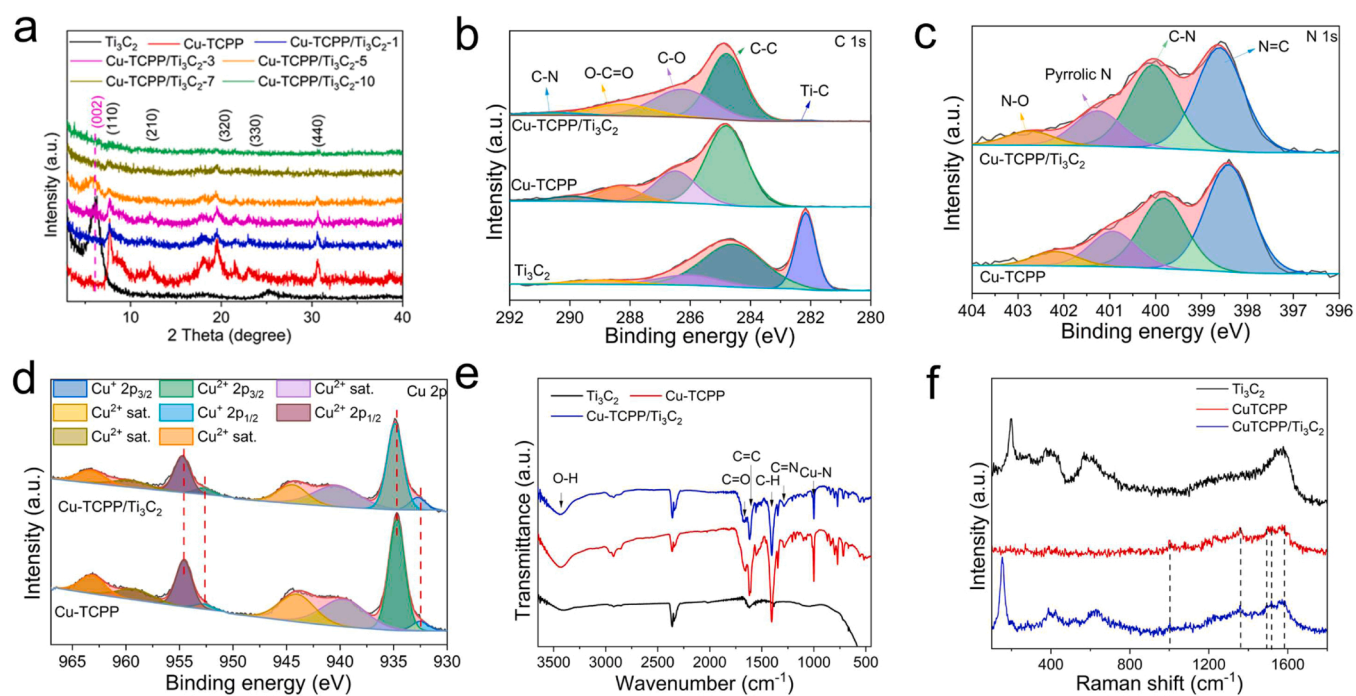 a
Ti₃C₂ Cu-TCPP Cu-TCPP/Ti₃C₂-1
Cu-TCPP/Ti₃C₂-3 Cu-TCPP/Ti₃C₂-5
Cu-TCPP/Ti₃C₂-7 Cu-TCPP/Ti₃C₂-10
(002)
(110)
(210)
(320)
(330)
(440)
Intensity (a.u.)
10 20 30 40
2 Theta (degree)
b
C 1s
C-N
O-C=O
C-O
C-C
Ti-C
Cu-TCPP/Ti₃C₂
Cu-TCPP
Ti₃C₂
Intensity (a.u.)
292 290 288 286 284 282 280
Binding energy (eV)
c
N 1s
N-O
Pyrrolic N
C-N
N=C
Cu-TCPP/Ti₃C₂
Cu-TCPP
Intensity (a.u.)
404 403 402 401 400 399 398 397 396
Binding energy (eV)
d
Cu⁺ 2p₃/₂ Cu²⁺ 2p₃/₂ Cu²⁺ sat.
Cu²⁺ sat. Cu⁺ 2p₁/₂ Cu²⁺ 2p₁/₂
Cu²⁺ sat. Cu²⁺ sat.
Cu 2p
Cu-TCPP/Ti₃C₂
Cu-TCPP
Intensity (a.u.)
965 960 955 950 945 940 935 930
Binding energy (eV)
e
Ti₃C₂ Cu-TCPP
Cu-TCPP/Ti₃C₂
O-H
C=O
C=C
C-H
C=N
Cu-N
Transmittance (a.u.)
3500 3000 2500 2000 1500 1000 500
Wavenumber (cm⁻¹)
f
Ti₃C₂
CuTCPP
CuTCPP/Ti₃C₂
Intensity (a.u.)
400 800 1200 1600
Raman shift (cm⁻¹)